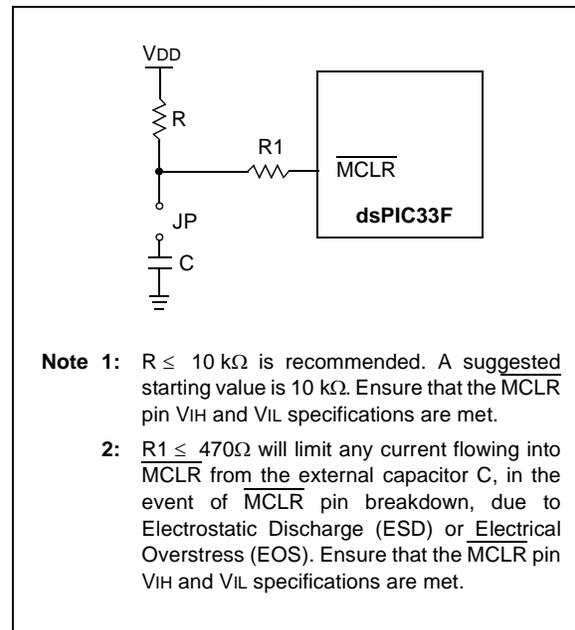 VDD
R
R1
MCLR
JP
dsPIC33F
C
Note 1: R ≤ 10 kΩ is recommended. A suggested
starting value is 10 kΩ. Ensure that the MCLR
pin VIH and VIL specifications are met.
2: R1 ≤ 470Ω will limit any current flowing into
MCLR from the external capacitor C, in the
event of MCLR pin breakdown, due to
Electrostatic Discharge (ESD) or Electrical
Overstress (EOS). Ensure that the MCLR pin
VIH and VIL specifications are met.